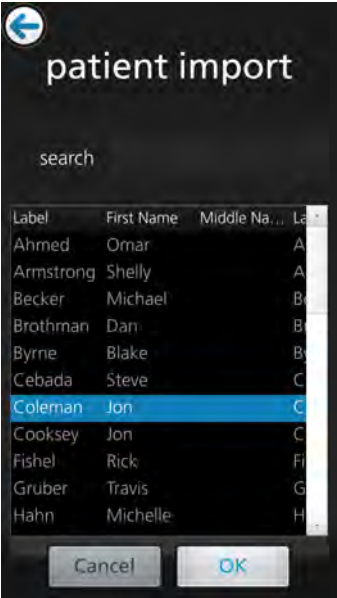 patient import
search
Label First Name Middle Na... La
Ahmed Omar A
Armstrong Shelly A
Becker Michael Be
Brothman Dan Br
Byrne Blake By
Cebada Steve C
Coleman Jon C
Cooksey Jon C
Fishel Rick Fi
Gruber Travis G
Hahn Michelle H
Cancel OK